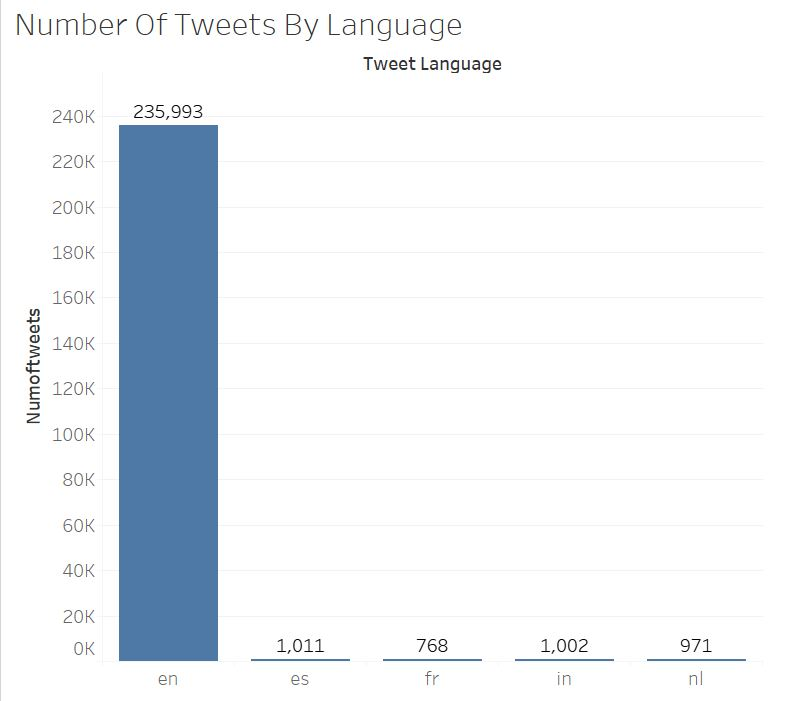 Number Of Tweets By Language
Tweet Language
Numoftweets
240K
220K
200K
180K
160K
140K
120K
100K
80K
60K
40K
20K
0K
235,993
1,011
768
1,002
971
en
es
fr
in
nl